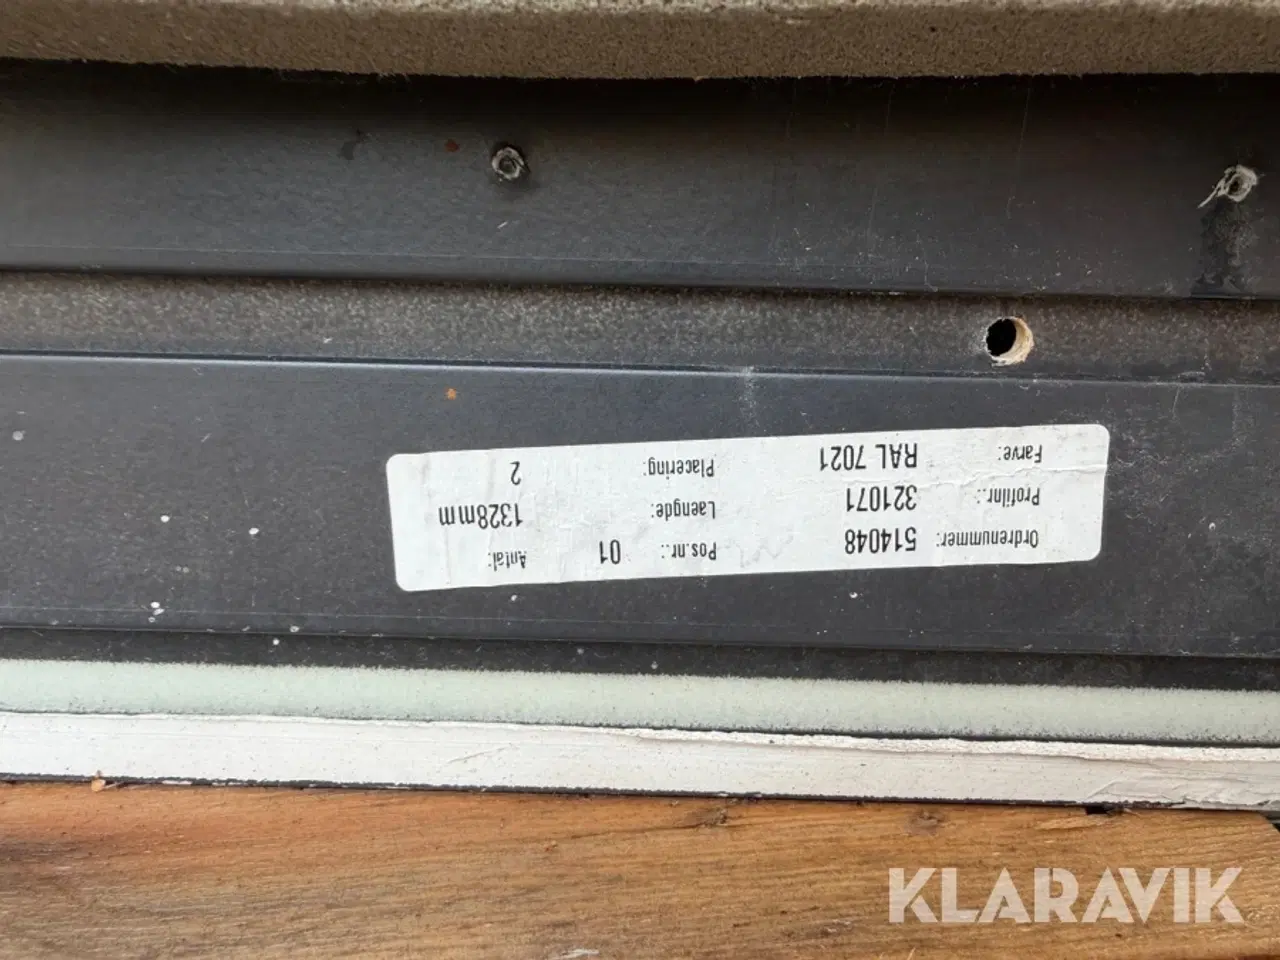 Ordrenummer: 514048 Pos.nr.: 01 Antal:
Profilnr.: 321071 Laengde: 1328mm
Farve: RAL 7021 Placering: 2
KLARAVIK